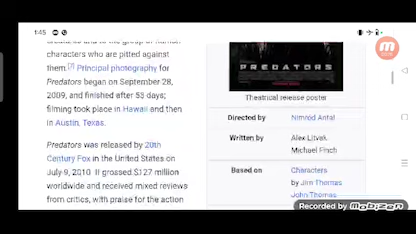 1:45
characters who are pitted against
them.[7] Principal photography for
Predators began on September 28,
2009, and finished after 53 days;
filming took place in Hawaii and then
in Austin, Texas.
Predators was released by 20th
Century Fox in the United States on
July 9, 2010. It grossed $127 million
worldwide and received mixed reviews
from critics, with praise for the action
PREDATORS
Theatrical release poster
Directed by Nimród Antal
Written by Alex Litvak
Michael Finch
Based on Characters
by Jim Thomas
John Thomas
Recorded by Mobizen